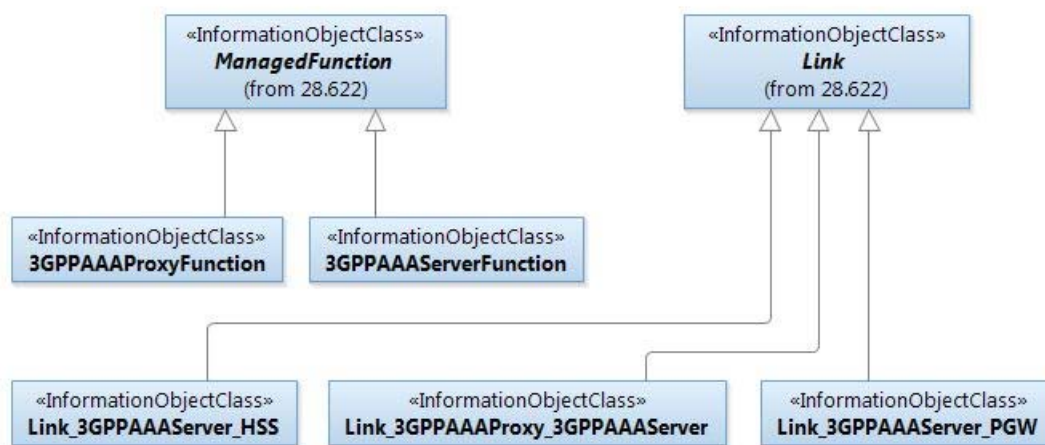 «InformationObjectClass»
ManagedFunction
(from 28.622)
«InformationObjectClass»
Link
(from 28.622)
«InformationObjectClass»
3GPPAAAProxyFunction
«InformationObjectClass»
3GPPAAAServerFunction
«InformationObjectClass»
Link_3GPPAAAServer_HSS
«InformationObjectClass»
Link_3GPPAAAProxy_3GPPAAAServer
«InformationObjectClass»
Link_3GPPAAAServer_PGW